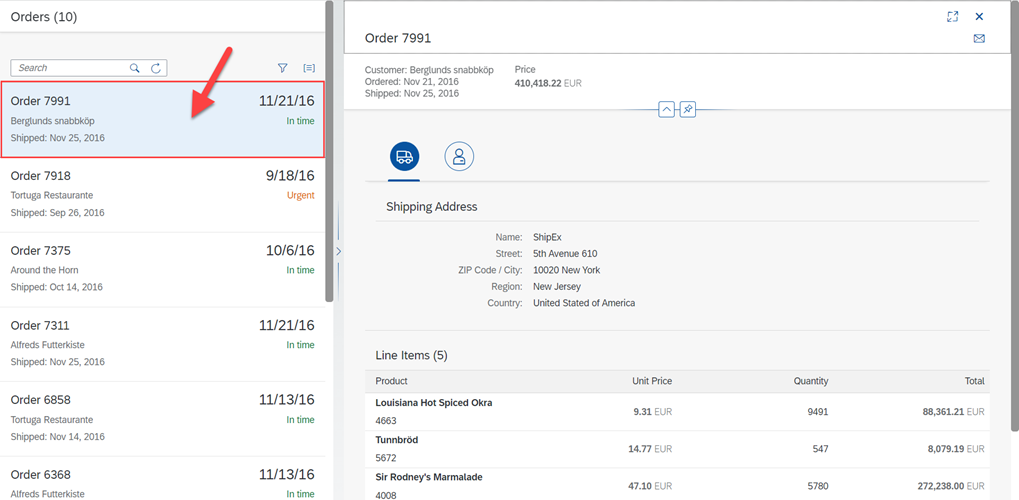 Orders (10)
Search
Order 7991 11/21/16
Berglunds snabbköp In time
Shipped: Nov 25, 2016
Order 7918 9/18/16
Tortuga Restaurante Urgent
Shipped: Sep 26, 2016
Order 7375 10/6/16
Around the Horn In time
Shipped: Oct 14, 2016
Order 7311 11/21/16
Alfreds Futterkiste In time
Shipped: Nov 25, 2016
Order 6858 11/13/16
Tortuga Restaurante In time
Shipped: Nov 14, 2016
Order 6368 11/13/16
Alfreds Futterkiste In time
Order 7991
Customer: Berglunds snabbköp Price
Ordered: Nov 21, 2016 410,418.22 EUR
Shipped: Nov 25, 2016
Shipping Address
Name: ShipEx
Street: 5th Avenue 610
ZIP Code / City: 10020 New York
Region: New Jersey
Country: United Stated of America
Line Items (5)
Product Unit Price Quantity Total
Louisiana Hot Spiced Okra
4663 9.31 EUR 9491 88,361.21 EUR
Tunnbröd
5672 14.77 EUR 547 8,079.19 EUR
Sir Rodney's Marmalade
4008 47.10 EUR 5780 272,238.00 EUR